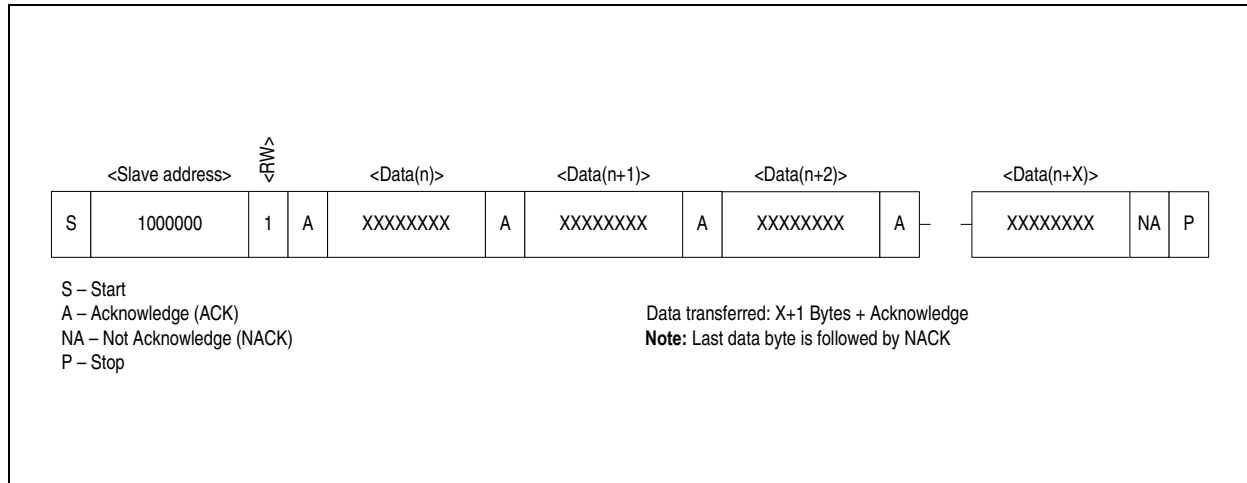 <Slave address> <RW> <Data(n)> <Data(n+1)> <Data(n+2)> <Data(n+X)>
S 1000000 1 A XXXXXXXX A XXXXXXXX A XXXXXXXX A – – XXXXXXXX NA P
S – Start
A – Acknowledge (ACK)
NA – Not Acknowledge (NACK)
P – Stop
Data transferred: X+1 Bytes + Acknowledge
Note: Last data byte is followed by NACK